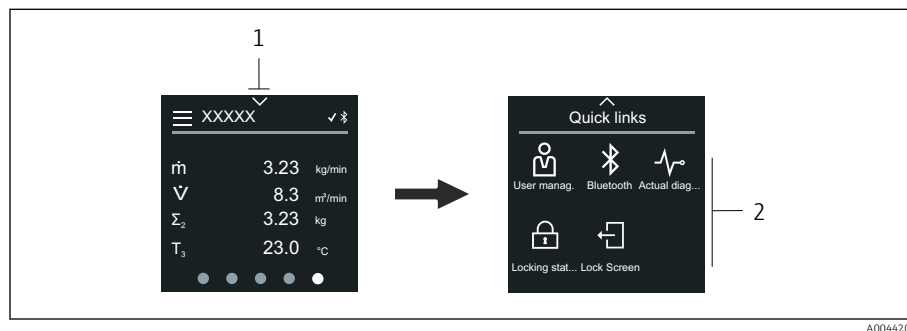 1
XXXXX
ṁ 3.23 kg/min
V̇ 8.3 m³/min
Σ₂ 3.23 kg
T₃ 23.0 °C
Quick links
User manag. Bluetooth Actual diag...
Locking stat... Lock Screen
2